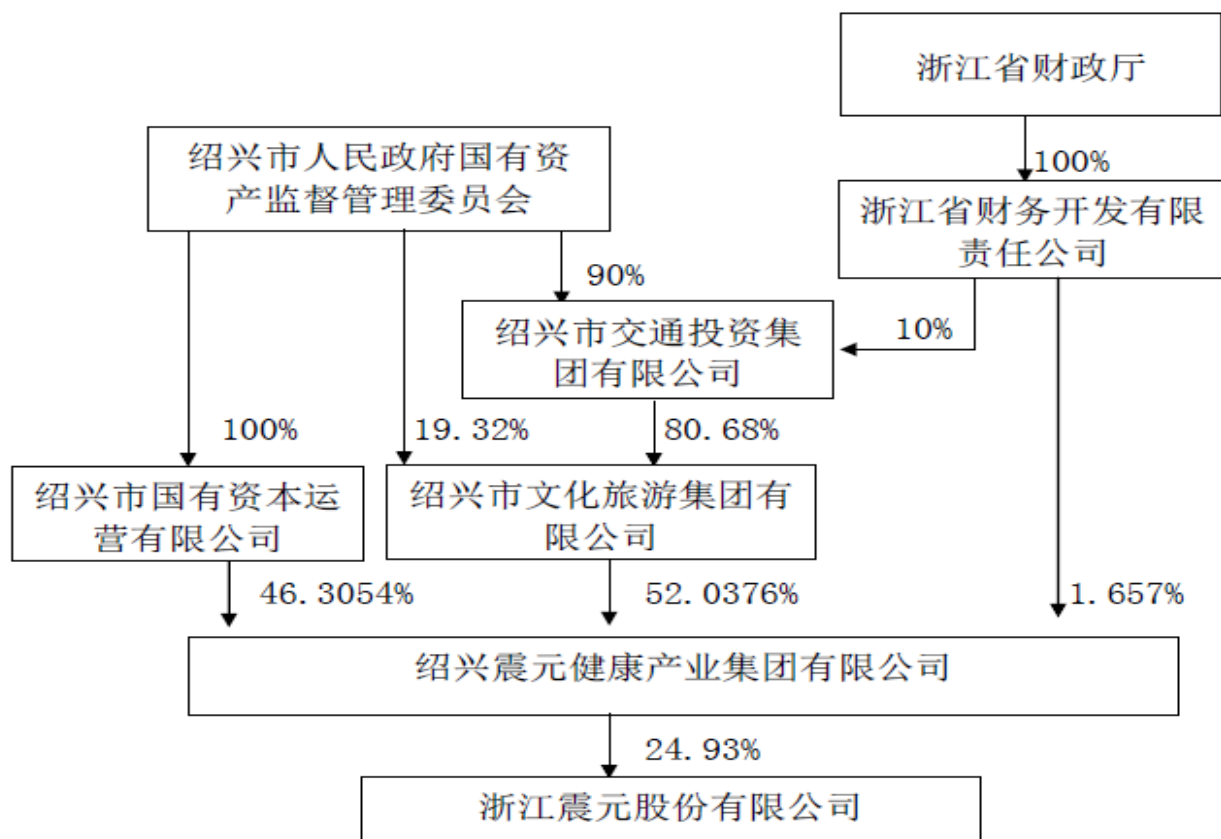 浙江省财政厅
绍兴市人民政府国有资
产监督管理委员会
100%
浙江省财务开发有限
责任公司
90%
绍兴市交通投资集
团有限公司
10%
100%
19.32%
80.68%
绍兴市国有资本运
营有限公司
绍兴市文化旅游集团有
限公司
46.3054%
52.0376%
1.657%
绍兴震元健康产业集团有限公司
24.93%
浙江震元股份有限公司